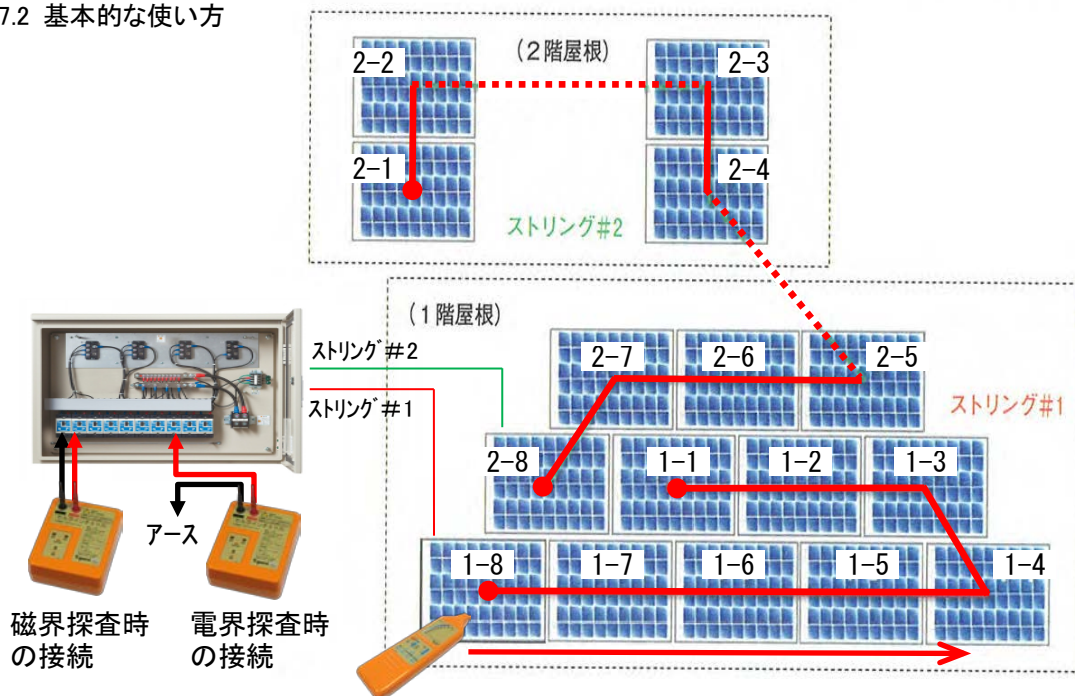 7.2 基本的な使い方
(2階屋根)
2-2
2-3
2-1
2-4
ストリング#2
(1階屋根)
ストリング#2
ストリング#1
2-7
2-6
2-5
ストリング#1
2-8
1-1
1-2
1-3
1-8
1-7
1-6
1-5
1-4
アース
磁界探査時
の接続
電界探査時
の接続